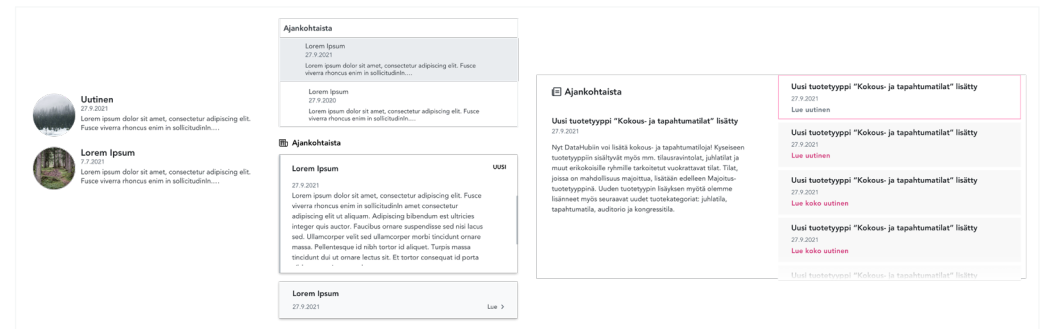 Uutinen
27.9.2021
Lorem ipsum dolor sit amet, consectetur adipiscing elit.
Fusce viverra rhoncus enim in sollicitudinIn....
Lorem Ipsum
7.7.2021
Lorem ipsum dolor sit amet, consectetur adipiscing elit.
Fusce viverra rhoncus enim in sollicitudinIn....
Ajankohtaista
Lorem Ipsum
27.9.2021
Lorem ipsum dolor sit amet, consectetur adipiscing elit. Fusce
viverra rhoncus enim in sollicitudinIn....
Lorem Ipsum
27.9.2020
Lorem ipsum dolor sit amet, consectetur adipiscing elit. Fusce
viverra rhoncus enim in sollicitudinIn....
Ajankohtaista
Lorem Ipsum
UUSI
27.9.2021
Lorem ipsum dolor sit amet, consectetur adipiscing elit. Fusce
viverra rhoncus enim in sollicitudinIn amet consectetur
adipiscing elit ut aliquam. Adipiscing bibendum est ultricies
integer quis auctor. Faucibus ornare suspendisse sed nisi lacus
sed. Ullamcorper velit sed ullamcorper morbi tincidunt ornare
massa. Pellentesque id nibh tortor id aliquet. Turpis massa
tincidunt dui ut ornare lectus sit. Et tortor consequat id porta
Lorem Ipsum
27.9.2021
Lue >
Ajankohtaista
Uusi tuotetyyppi “Kokous- ja tapahtumatilat” lisätty
27.9.2021
Nyt DataHubiin voi lisätä kokous- ja tapahtumatiloja! Kyseiseen
tuotetyyppiin sisältyvät myös mm. tilausravintolat, juhlatilat ja
muut erikokoisille ryhmille tarkoitetut vuokrattavat tilat. Tilat,
joissa on mahdollisuus majoittua, lisätään edelleen Majoitus-
tuotetyyppinä. Uuden tuotetyypin lisäyksen myötä olemme
lisänneet myös seuraavat uudet tuotekategoriat: juhlatila,
tapahtumatila, auditorio ja kongressitila.
Uusi tuotetyyppi “Kokous- ja tapahtumatilat” lisätty
27.9.2021
Lue uutinen
Uusi tuotetyyppi “Kokous- ja tapahtumatilat” lisätty
27.9.2021
Lue uutinen
Uusi tuotetyyppi “Kokous- ja tapahtumatilat” lisätty
27.9.2021
Lue koko uutinen
Uusi tuotetyyppi “Kokous- ja tapahtumatilat” lisätty
27.9.2021
Lue koko uutinen
Uusi tuotetyyppi “Kokous- ja tapahtumatilat” lisätty